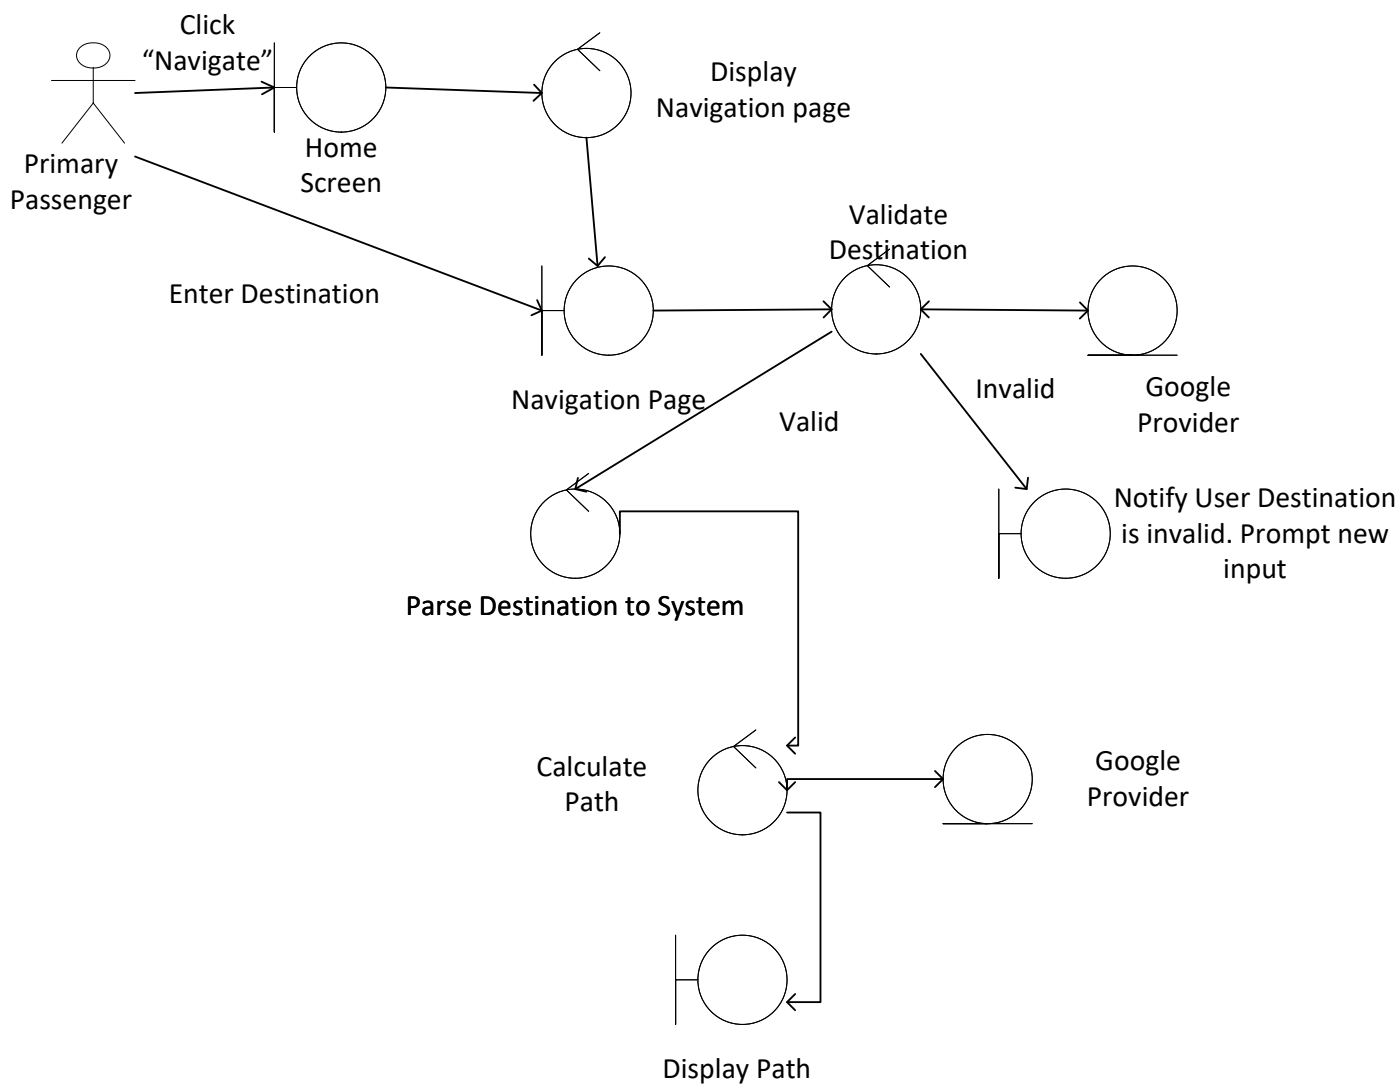 Click
“Navigate”
Display
Navigation page
Home
Screen
Primary
Passenger
Validate
Destination
Enter Destination
Navigation Page
Valid
Invalid
Google
Provider
Notify User Destination
is invalid. Prompt new
input
Parse Destination to System
Calculate
Path
Google
Provider
Display Path